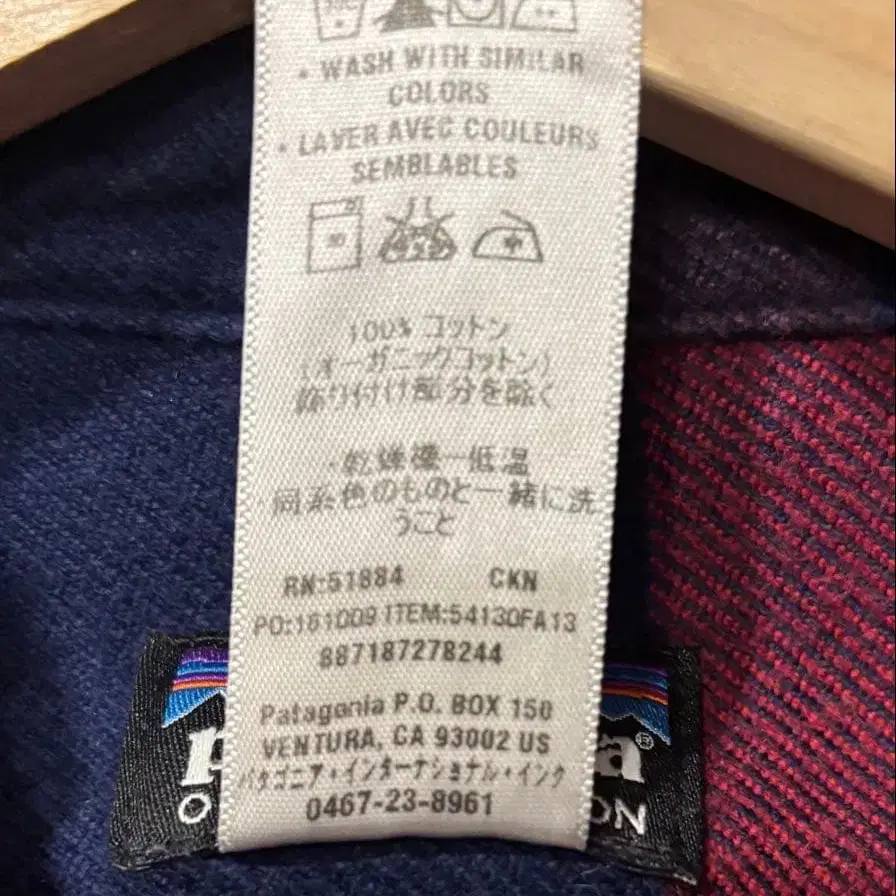 • WASH WITH SIMILAR
COLORS
• LAVER AVEC COULEURS
SEMBLABLES
100% コットン
(オーガニックコットン)
飾り付け部分を除く
・乾燥機一低温
・同系色のものと一緒に洗
うこと
RN:51884 CKN
PO:161009 ITEM:54130FA13
887187278244
Patagonia P.O. BOX 150
VENTURA, CA 93002 US
パタゴニア・インターナショナル・インク
0467-23-8961